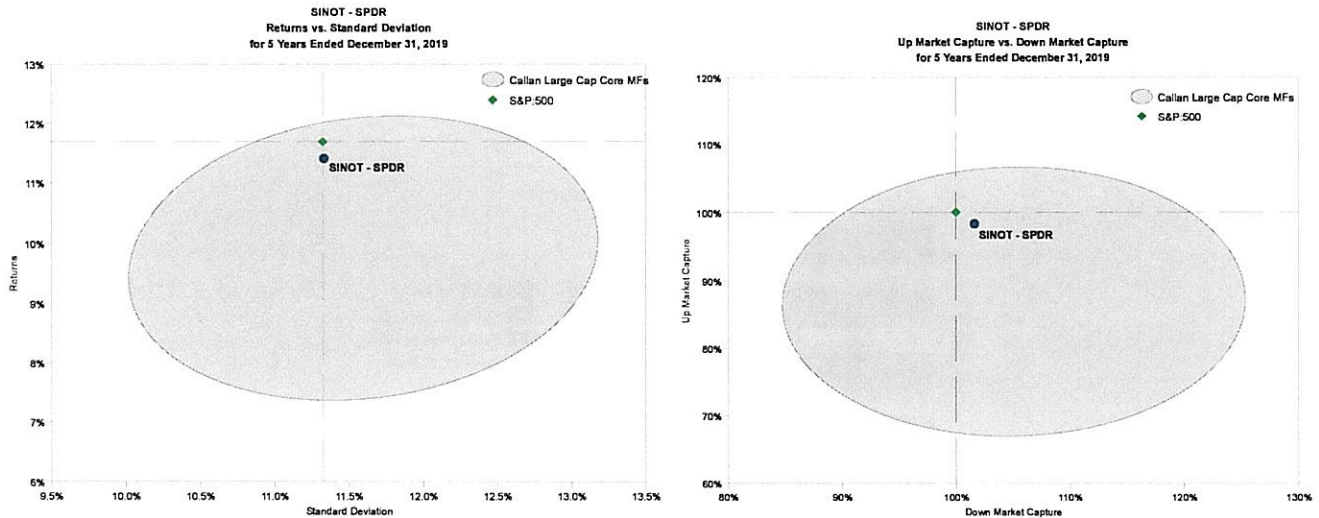 SINOT - SPDR
Returns vs. Standard Deviation
for 5 Years Ended December 31, 2019
13%
12%
11%
10%
9%
8%
7%
6%
Returns
Callan Large Cap Core MFs
S&P:500
SINOT - SPDR
9.5%
10.0%
10.5%
11.0%
11.5%
12.0%
12.5%
13.0%
13.5%
Standard Deviation
SINOT - SPDR
Up Market Capture vs. Down Market Capture
for 5 Years Ended December 31, 2019
120%
110%
100%
90%
80%
70%
60%
Up Market Capture
Callan Large Cap Core MFs
S&P:500
SINOT - SPDR
80%
90%
100%
110%
120%
130%
Down Market Capture